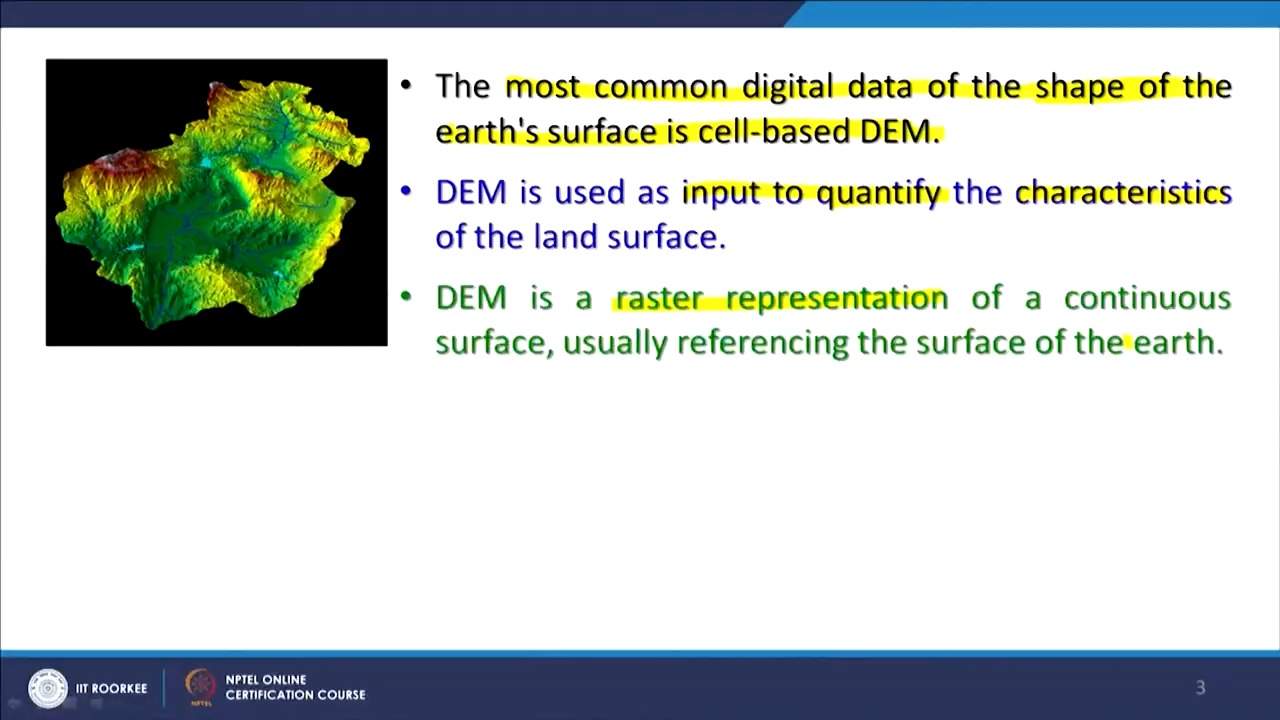 • The most common digital data of the shape of the
earth's surface is cell-based DEM.
• DEM is used as input to quantify the characteristics
of the land surface.
• DEM is a raster representation of a continuous
surface, usually referencing the surface of the earth.
IIT ROORKEE
NPTEL
NPTEL ONLINE
CERTIFICATION COURSE
3